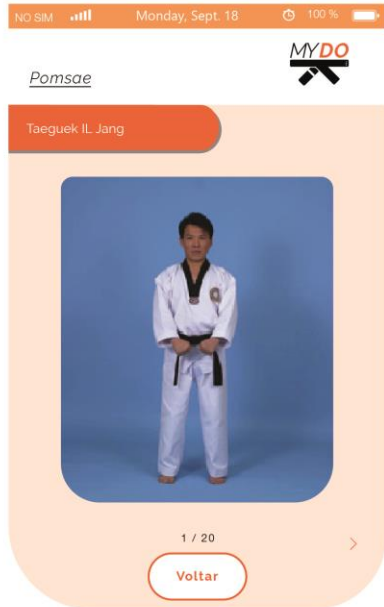 NO SIM Monday, Sept. 18 100 %
MYDO
Pomsae
Taeguek IL Jang
1 / 20
Voltar